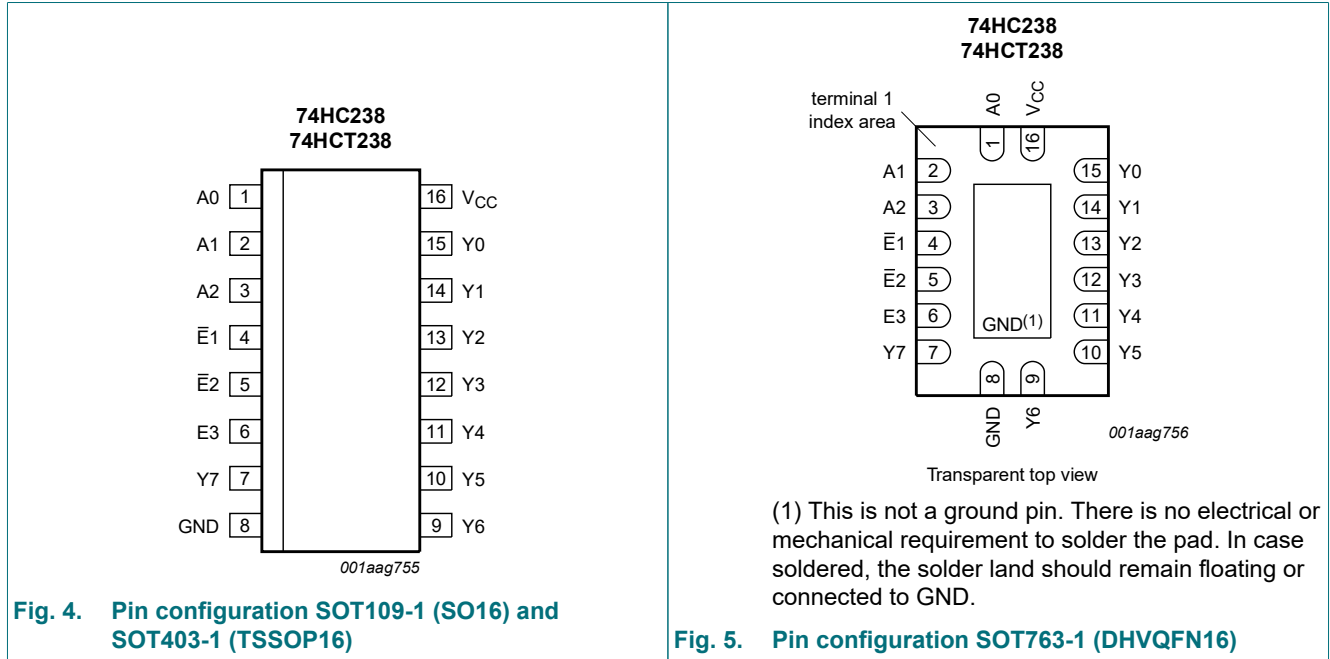 74HC238
74HCT238
A0 1
A1 2
A2 3
E̅1 4
E̅2 5
E3 6
Y7 7
GND 8
16 VCC
15 Y0
14 Y1
13 Y2
12 Y3
11 Y4
10 Y5
9 Y6
001aag755
Fig. 4. Pin configuration SOT109-1 (SO16) and
SOT403-1 (TSSOP16)
74HC238
74HCT238
terminal 1
index area
A0
VCC
1
16
A1 2
A2 3
E̅1 4
E̅2 5
E3 6
Y7 7
15 Y0
14 Y1
13 Y2
12 Y3
11 Y4
10 Y5
GND(1)
8
9
GND
Y6
001aag756
Transparent top view
(1) This is not a ground pin. There is no electrical or
mechanical requirement to solder the pad. In case
soldered, the solder land should remain floating or
connected to GND.
Fig. 5. Pin configuration SOT763-1 (DHVQFN16)